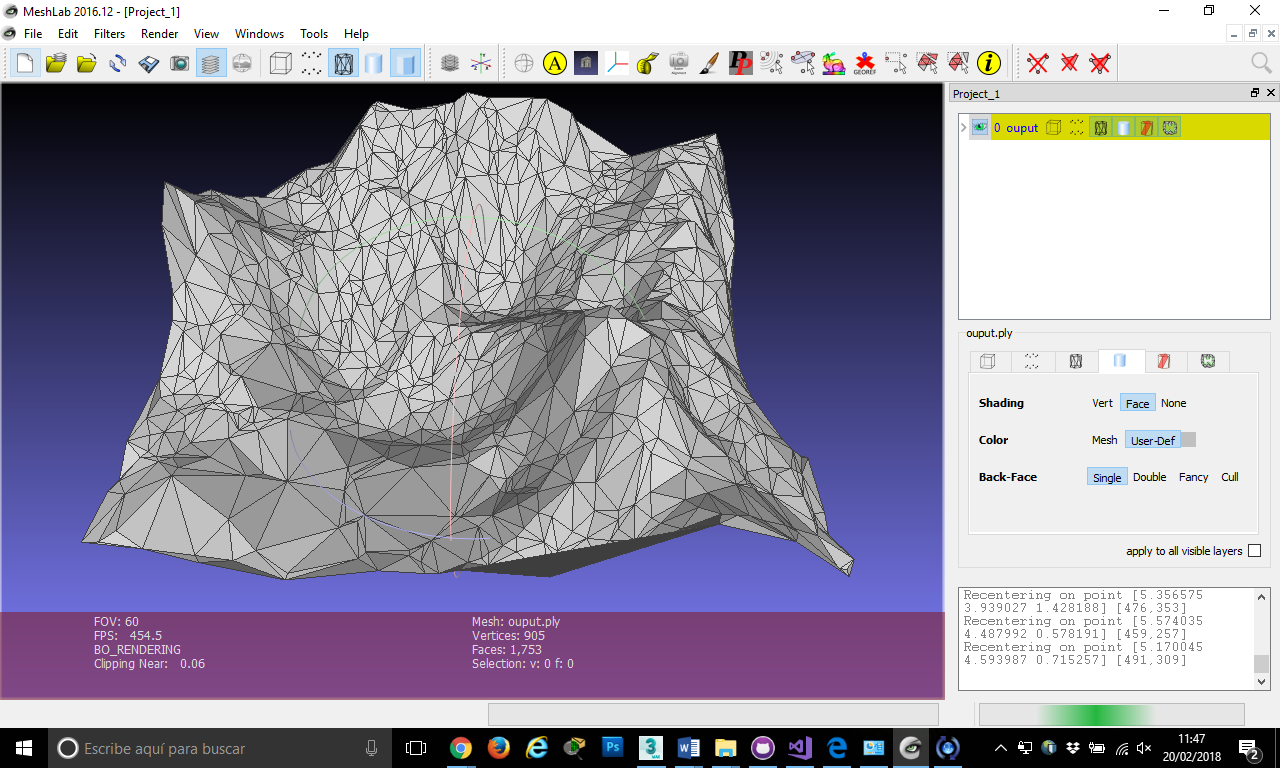 MeshLab 2016.12 - [Project_1]
File Edit Filters Render View Windows Tools Help
A
PP
GEOREF
i
Project_1
0 ouput
ouput.ply
Shading Vert Face None
Color Mesh User-Def
Back-Face Single Double Fancy Cull
apply to all visible layers
Recentering on point [5.356575
3.939027 1.428188] [476,353]
Recentering on point [5.574035
4.487992 0.578191] [459,257]
Recentering on point [5.170045
4.593987 0.715257] [491,309]
FOV: 60
FPS: 454.5
BO_RENDERING
Clipping Near: 0.06
Mesh: ouput.ply
Vertices: 905
Faces: 1,753
Selection: v: 0 f: 0
Escribe aquí para buscar
Ps
3
11:47
20/02/2018
2